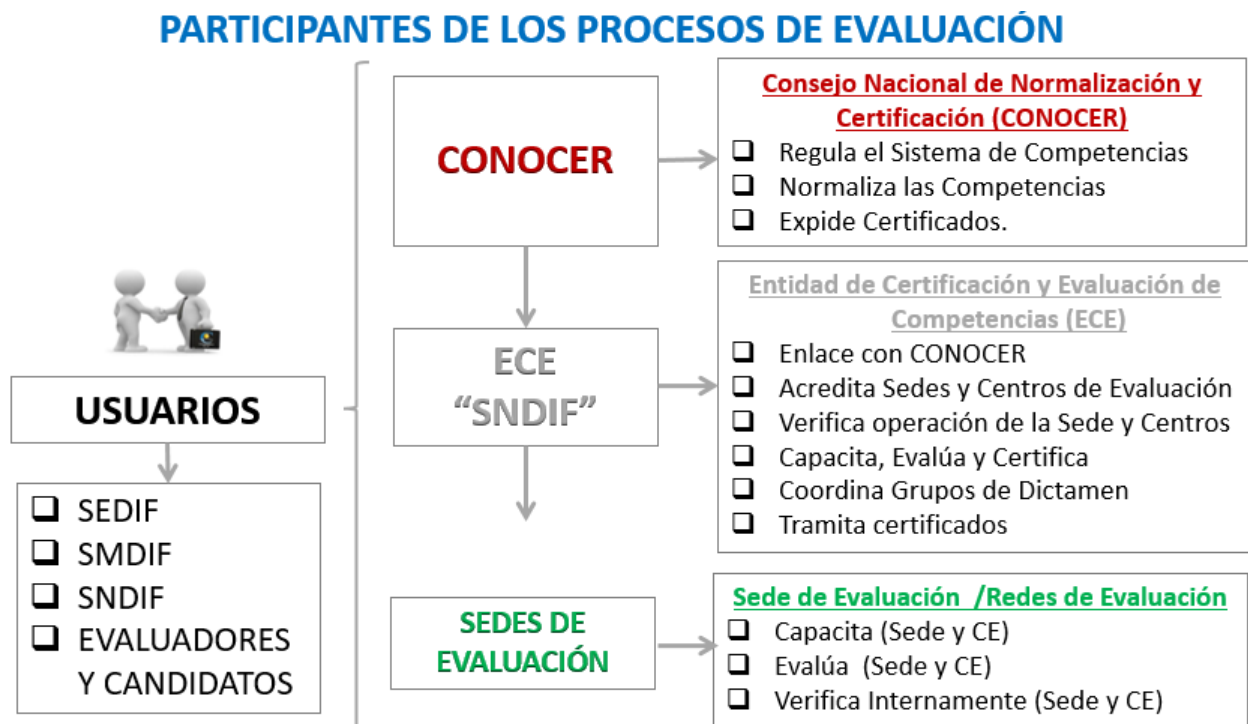 PARTICIPANTES DE LOS PROCESOS DE EVALUACIÓN
USUARIOS
❑ SEDIF
❑ SMDIF
❑ SNDIF
❑ EVALUADORES
Y CANDIDATOS
CONOCER
Consejo Nacional de Normalización y
Certificación (CONOCER)
❑ Regula el Sistema de Competencias
❑ Normaliza las Competencias
❑ Expide Certificados.
ECE
“SNDIF”
Entidad de Certificación y Evaluación de
Competencias (ECE)
❑ Enlace con CONOCER
❑ Acredita Sedes y Centros de Evaluación
❑ Verifica operación de la Sede y Centros
❑ Capacita, Evalúa y Certifica
❑ Coordina Grupos de Dictamen
❑ Tramita certificados
SEDES DE
EVALUACIÓN
Sede de Evaluación /Redes de Evaluación
❑ Capacita (Sede y CE)
❑ Evalúa (Sede y CE)
❑ Verifica Internamente (Sede y CE)